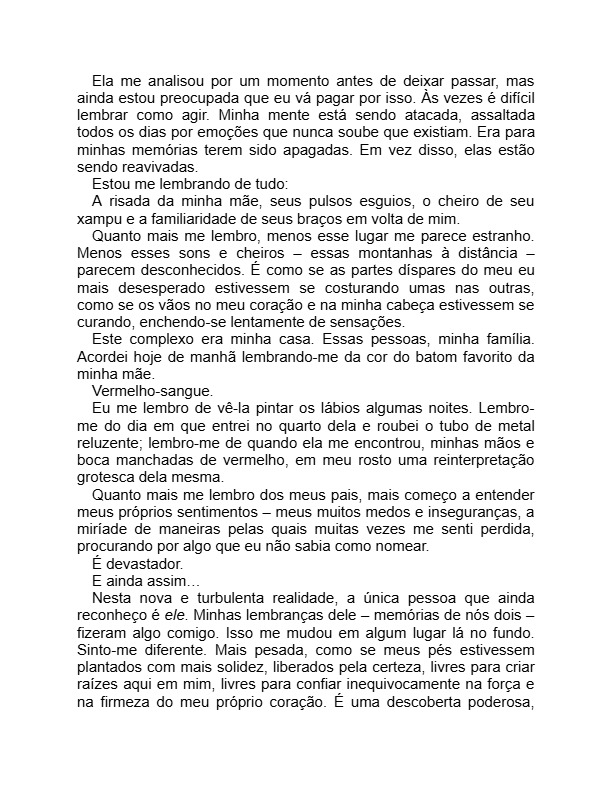 Ela me analisou por um momento antes de deixar passar, mas
ainda estou preocupada que eu vá pagar por isso. Às vezes é difícil
lembrar como agir. Minha mente está sendo atacada, assaltada
todos os dias por emoções que nunca soube que existiam. Era para
minhas memórias terem sido apagadas. Em vez disso, elas estão
sendo reavivadas.
Estou me lembrando de tudo:
A risada da minha mãe, seus pulsos esguios, o cheiro de seu
xampu e a familiaridade de seus braços em volta de mim.
Quanto mais me lembro, menos esse lugar me parece estranho.
Menos esses sons e cheiros – essas montanhas à distância –
parecem desconhecidos. É como se as partes díspares do meu eu
mais desesperado estivessem se costurando umas nas outras,
como se os vãos no meu coração e na minha cabeça estivessem se
curando, enchendo-se lentamente de sensações.
Este complexo era minha casa. Essas pessoas, minha família.
Acordei hoje de manhã lembrando-me da cor do batom favorito da
minha mãe.
Vermelho-sangue.
Eu me lembro de vê-la pintar os lábios algumas noites. Lembro-
me do dia em que entrei no quarto dela e roubei o tubo de metal
reluzente; lembro-me de quando ela me encontrou, minhas mãos e
boca manchadas de vermelho, em meu rosto uma reinterpretação
grotesca dela mesma.
Quanto mais me lembro dos meus pais, mais começo a entender
meus próprios sentimentos – meus muitos medos e inseguranças, a
miríade de maneiras pelas quais muitas vezes me senti perdida,
procurando por algo que eu não sabia como nomear.
É devastador.
E ainda assim…
Nesta nova e turbulenta realidade, a única pessoa que ainda
reconheço é ele. Minhas lembranças dele – memórias de nós dois –
fizeram algo comigo. Isso me mudou em algum lugar lá no fundo.
Sinto-me diferente. Mais pesada, como se meus pés estivessem
plantados com mais solidez, liberados pela certeza, livres para criar
raízes aqui em mim, livres para confiar inequivocamente na força e
na firmeza do meu próprio coração. É uma descoberta poderosa,